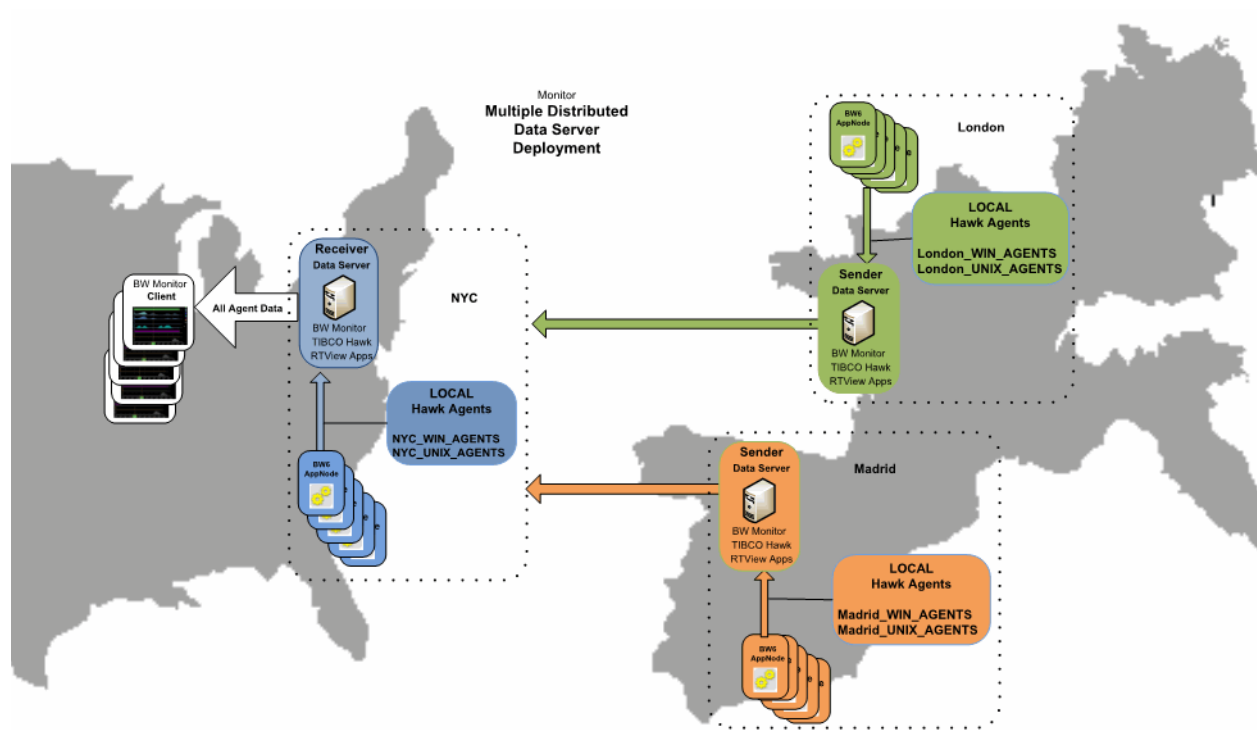 Monitor
Multiple Distributed
Data Server
Deployment
BW6
AppNode
e
e
e
e
London
LOCAL
Hawk Agents
London_WIN_AGENTS
London_UNIX_AGENTS
Sender
Data Server
BW Monitor
TIBCO Hawk
RTView Apps
Receiver
Data Server
BW Monitor
TIBCO Hawk
RTView Apps
NYC
BW Monitor
Client
All Agent Data
LOCAL
Hawk Agents
NYC_WIN_AGENTS
NYC_UNIX_AGENTS
BW6
AppNode
e
e
e
e
Sender
Data Server
BW Monitor
TIBCO Hawk
RTView Apps
Madrid
LOCAL
Hawk Agents
Madrid_WIN_AGENTS
Madrid_UNIX_AGENTS
BW6
AppNode
e
e
e
a